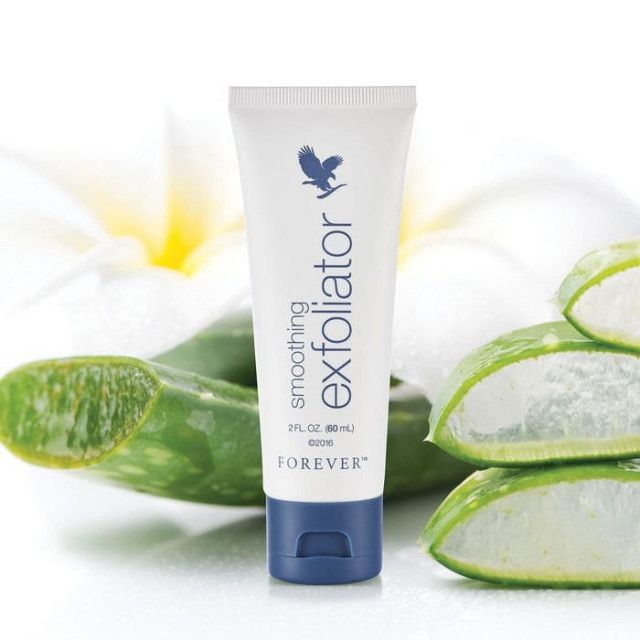 smoothing
exfoliator
2 FL. OZ. (60 mL)
©2016
FOREVER™